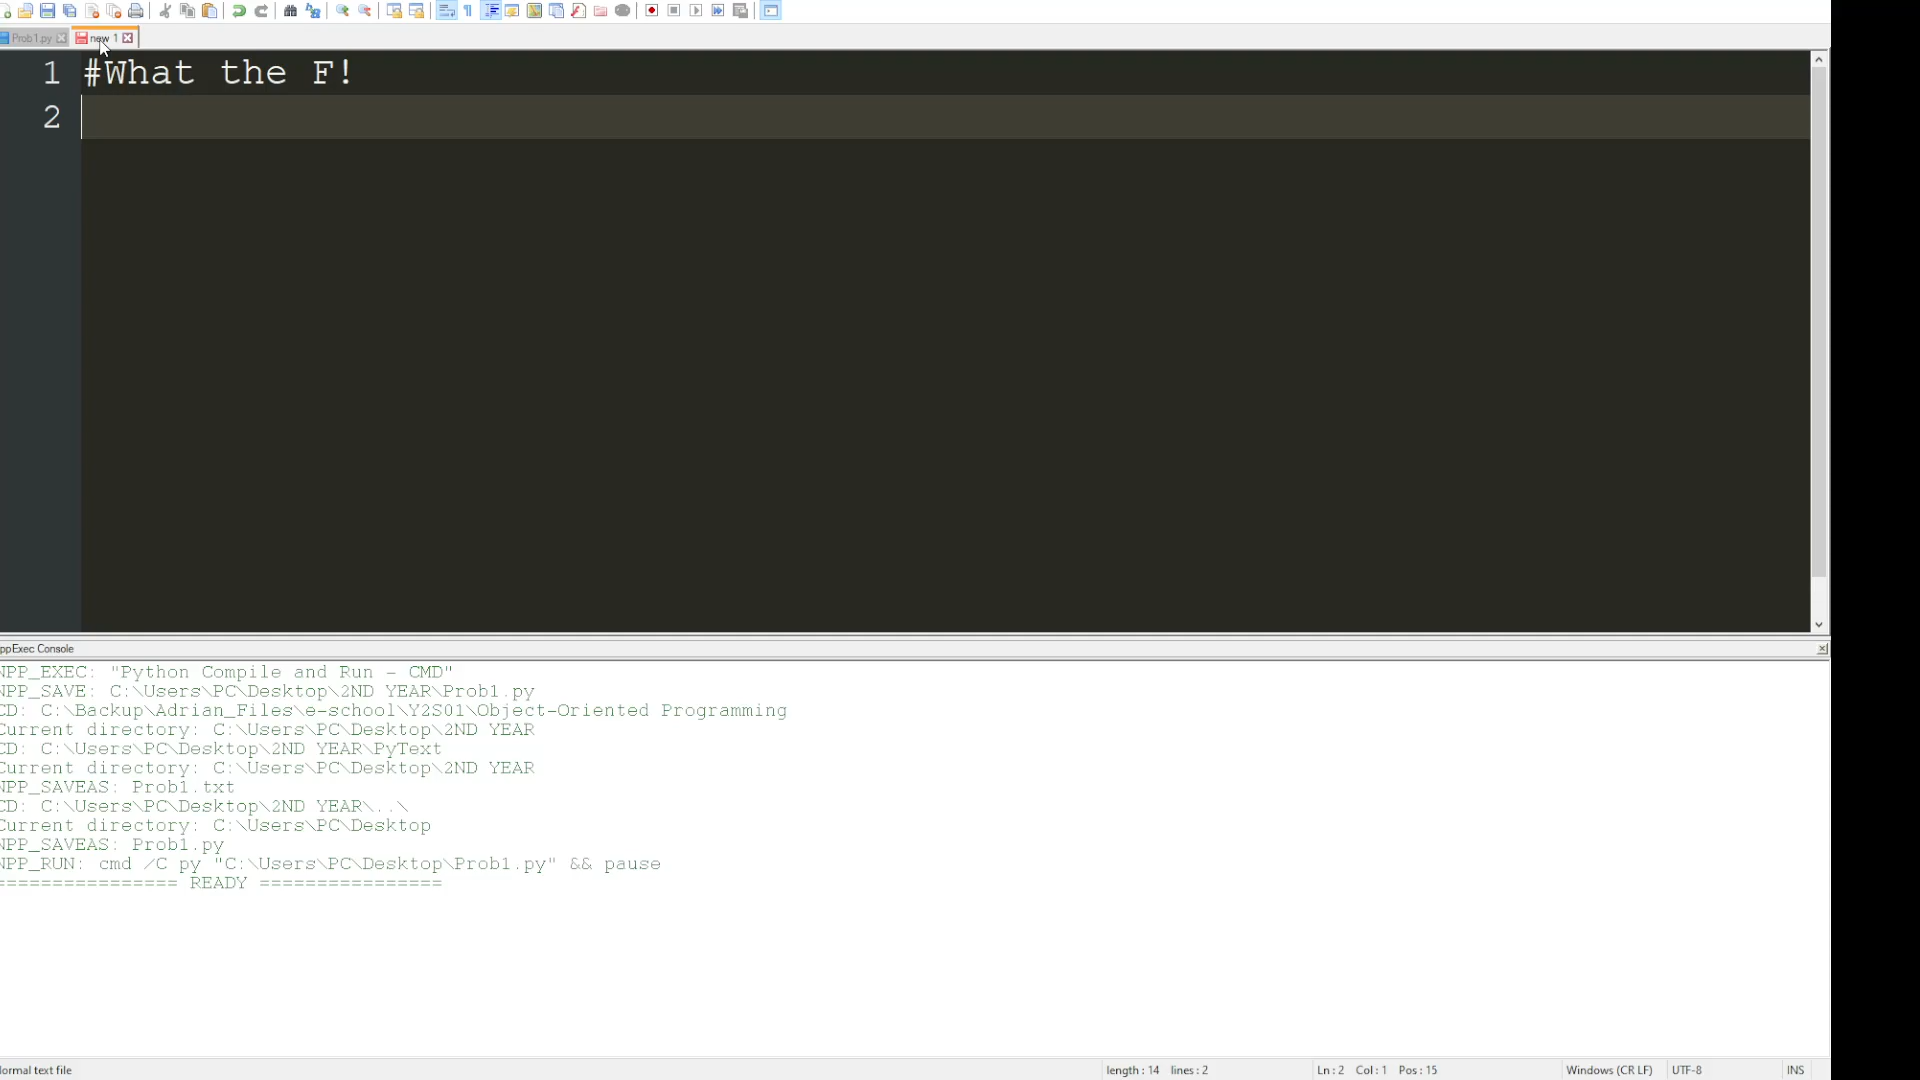 Prob1.py
new 1
1 #What the F!
2
ppExec Console
NPP_EXEC: "Python Compile and Run - CMD"
NPP_SAVE: C:\Users\PC\Desktop\2ND YEAR\Prob1.py
CD: C:\Backup\Adrian_Files\e-school\Y2S01\Object-Oriented Programming
Current directory: C:\Users\PC\Desktop\2ND YEAR
CD: C:\Users\PC\Desktop\2ND YEAR\PyText
Current directory: C:\Users\PC\Desktop\2ND YEAR
NPP_SAVEAS: Prob1.txt
CD: C:\Users\PC\Desktop\2ND YEAR\..\
Current directory: C:\Users\PC\Desktop
NPP_SAVEAS: Prob1.py
NPP_RUN: cmd /C py "C:\Users\PC\Desktop\Prob1.py" && pause
================ READY ================
lormal text file length : 14 lines : 2 Ln : 2 Col : 1 Pos : 15 Windows (CR LF) UTF-8 INS